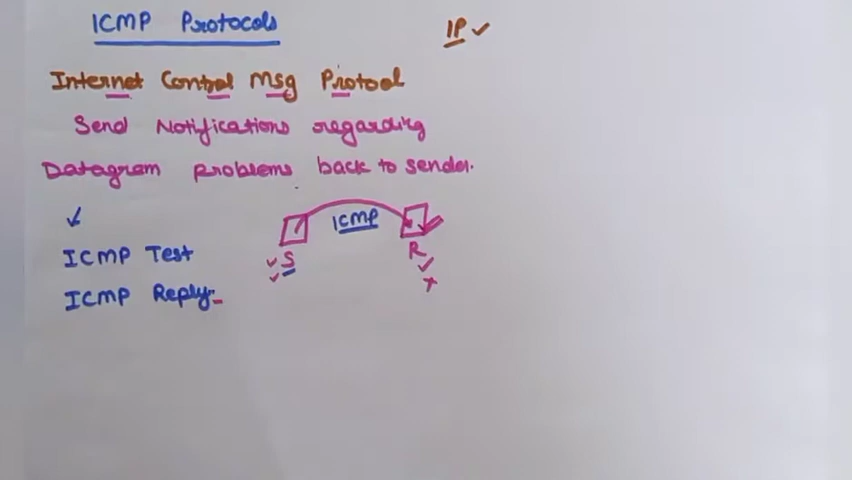 ICMP Protocols
IP
Internet Control Msg Protocol
Send Notifications regarding
Datagram problems back to sender.
ICMP
S
R
ICMP Test
ICMP Reply